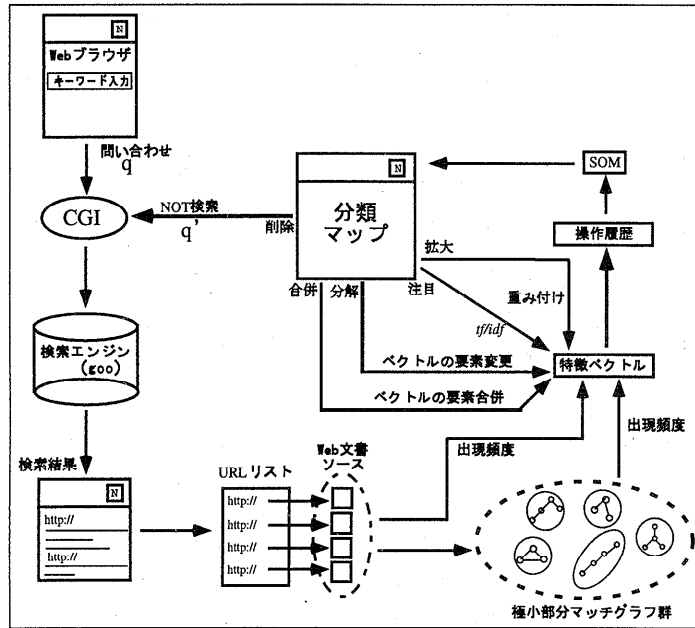 N
Webブラウザ
キーワード入力
問い合わせ
q
CGI
NOT検索
q'
削除
N
分類
マップ
合併
分解
注目
拡大
SOM
操作履歴
重み付け
tf/idf
特徴ベクトル
ベクトルの要素変更
ベクトルの要素合併
検索エンジン
(goo)
検索結果
N
http://
http://
URLリスト
http://
http://
http://
http://
Web文書
ソース
出現頻度
出現頻度
極小部分マッチグラフ群